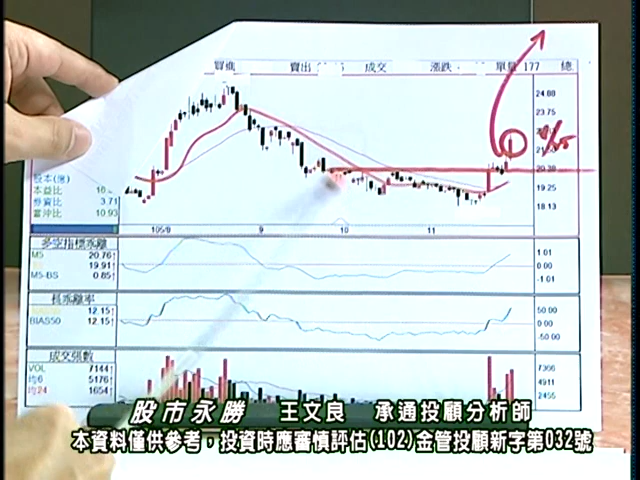 買進 賣出 成交 漲跌 單量 177 總
24.88
23.75
20.38
19.25
18.13
股本(億)
本益比
券資比 3.71
當沖比 10.93
105/8 9 10 11
多空指標乖離
M5 20.76↑
19.91↑
M5-BS 0.85↑
1.01
0.00
-1.01
長乖離率
12.15↑
BIAS50 12.15↑
50.00
0.00
-50.00
成交張數
VOL 7144↑
均6 5176↑
均24 1654↑
7366
4911
2455
股市永勝 王文良 承通投顧分析師
本資料僅供參考，投資時應審慎評估(102)金管投顧新字第032號